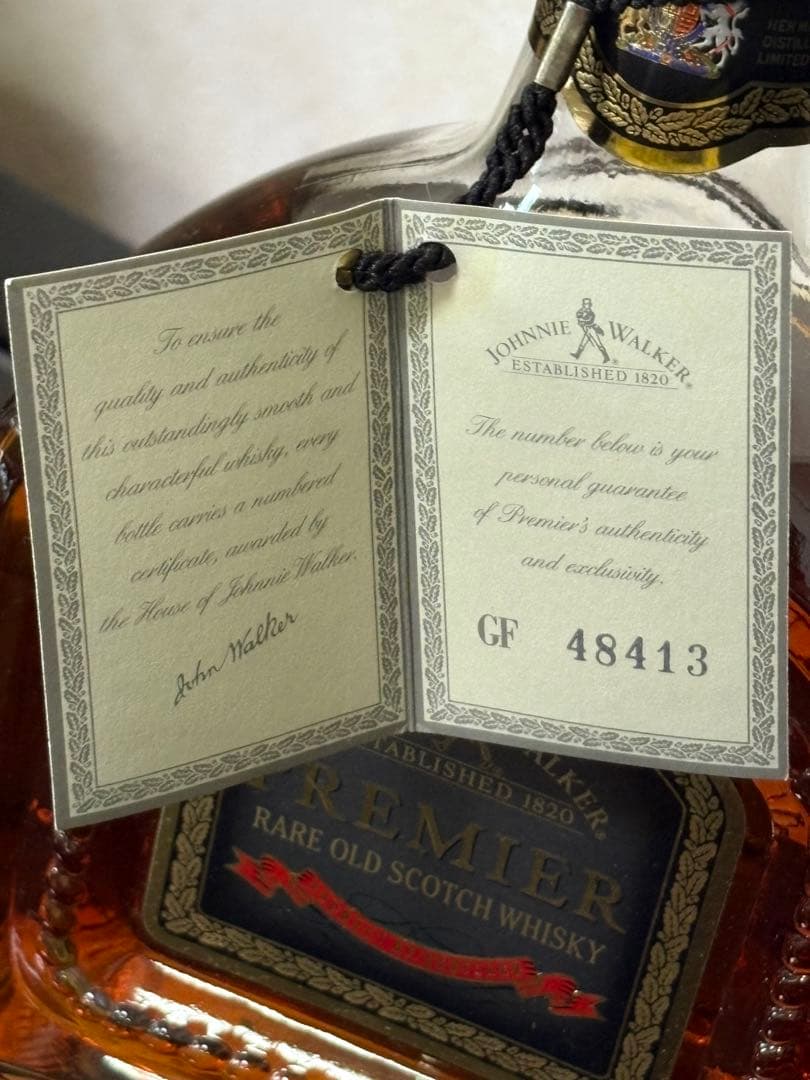 To ensure the
quality and authenticity of
this outstandingly smooth and
characterful whisky, every
bottle carries a numbered
certificate, awarded by
the House of Johnnie Walker.
John Walker
JOHNNIE WALKER
ESTABLISHED 1820
The number below is your
personal guarantee
of Premier's authenticity
and exclusivity.
GF 48413
LIMITED
WALKER
ESTABLISHED 1820
PREMIER
RARE OLD SCOTCH WHISKY